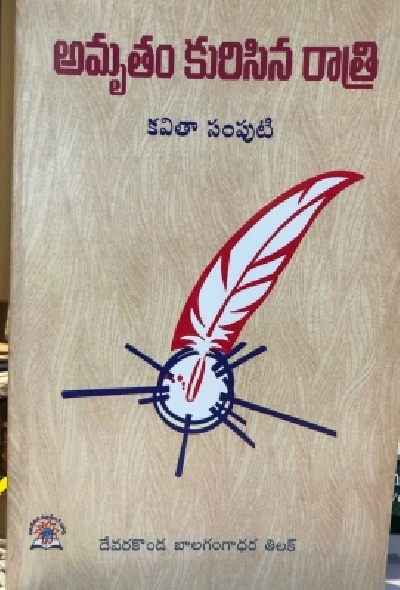 అమృతం కురిసిన రాత్రి
కవితా సంపుటి
దేవరకొండ బాలగంగాధర తిలక్